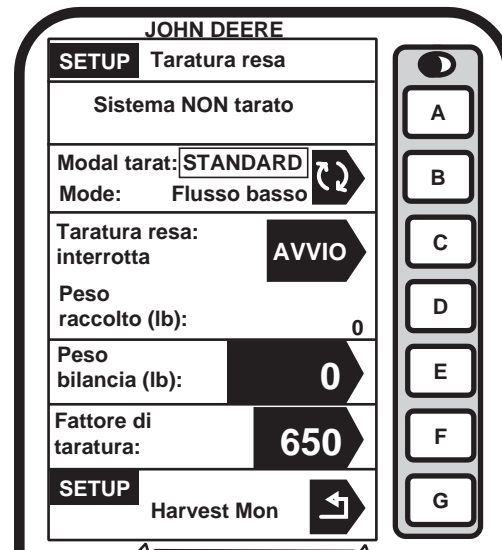 JOHN DEERE
SETUP Taratura resa
Sistema NON tarato
A
Modal tarat: STANDARD
Mode: Flusso basso
B
Taratura resa:
interrotta
AVVIO
C
Peso
raccolto (lb):
0
D
Peso
bilancia (lb):
0
E
Fattore di
taratura:
650
F
SETUP
Harvest Mon
G